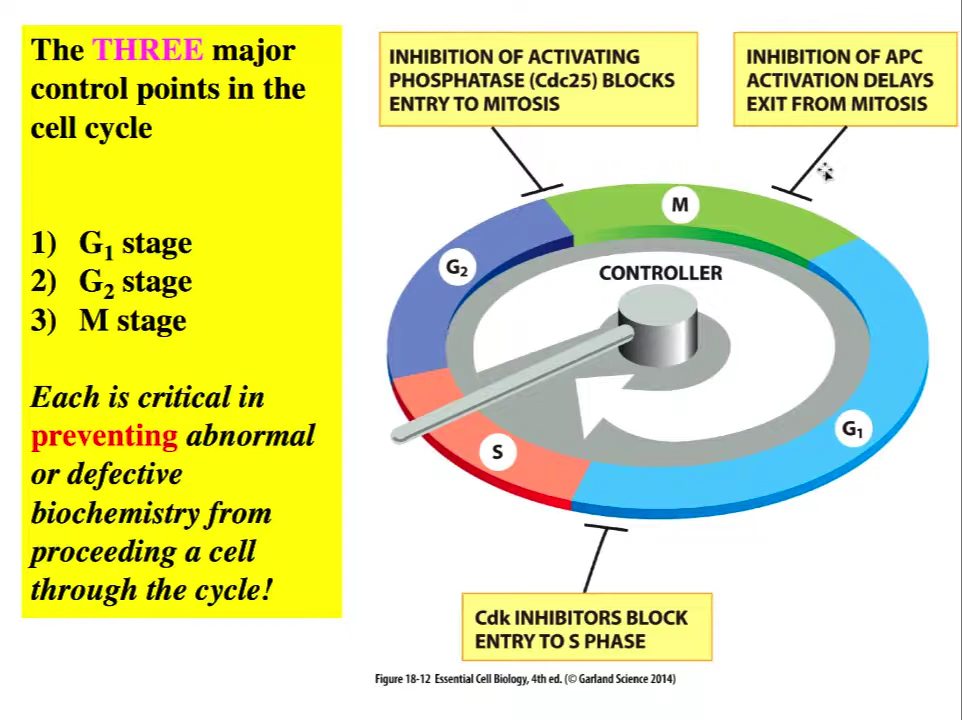 The THREE major
control points in the
cell cycle
1) G₁ stage
2) G₂ stage
3) M stage
Each is critical in
preventing abnormal
or defective
biochemistry from
proceeding a cell
through the cycle!
INHIBITION OF ACTIVATING
PHOSPHATASE (Cdc25) BLOCKS
ENTRY TO MITOSIS
INHIBITION OF APC
ACTIVATION DELAYS
EXIT FROM MITOSIS
M
G₂
CONTROLLER
G₁
S
Cdk INHIBITORS BLOCK
ENTRY TO S PHASE
Figure 18-12 Essential Cell Biology, 4th ed. (© Garland Science 2014)